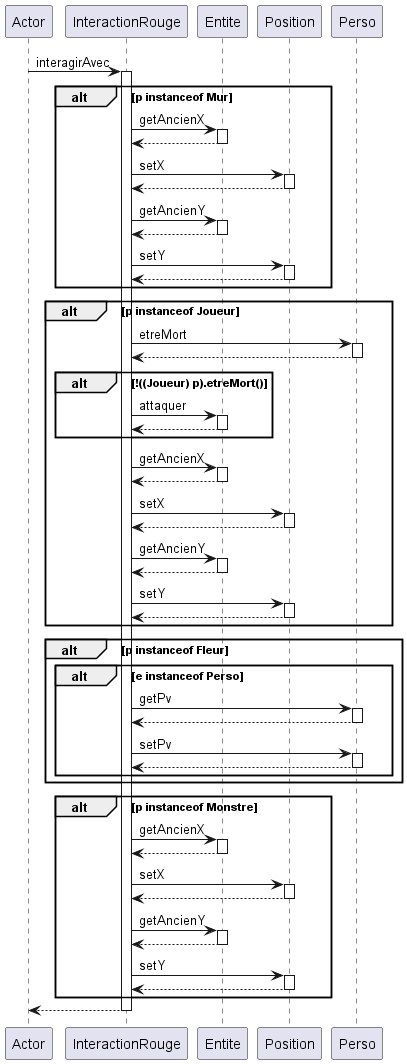 Actor InteractionRouge Entite Position Perso
interagirAvec
alt [p instanceof Mur]
getAncienX
setX
getAncienY
setY
alt [p instanceof Joueur]
etreMort
alt [!((Joueur) p).etreMort()]
attaquer
getAncienX
setX
getAncienY
setY
alt [p instanceof Fleur]
alt [e instanceof Perso]
getPv
setPv
alt [p instanceof Monstre]
getAncienX
setX
getAncienY
setY
Actor InteractionRouge Entite Position Perso